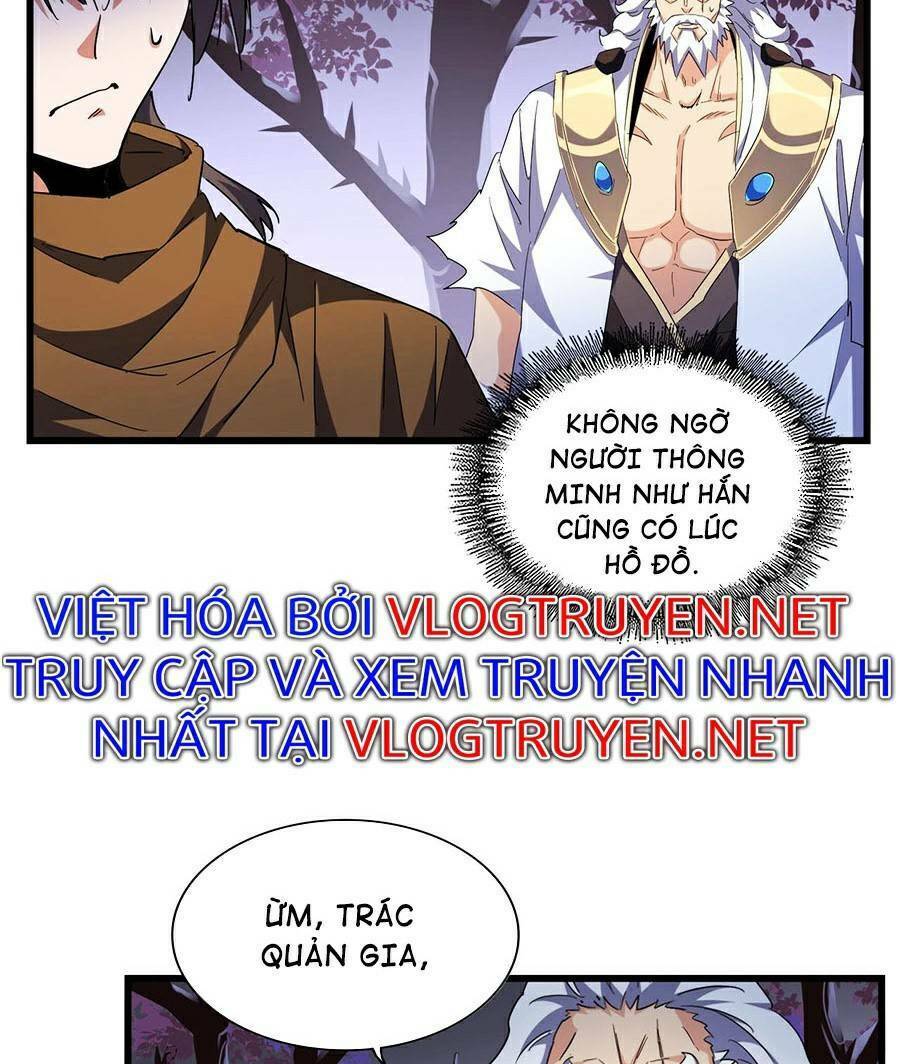 KHÔNG NGỜ
NGƯỜI THÔNG
MINH NHƯ HẮN
CŨNG CÓ LÚC
HỒ ĐỒ.
VIỆT HÓA BỞI VLOGTRUYEN.NET
TRUY CẬP VÀ XEM TRUYỆN NHANH
NHẤT TẠI VLOGTRUYEN.NET
ỪM, TRÁC
QUẢN GIA,